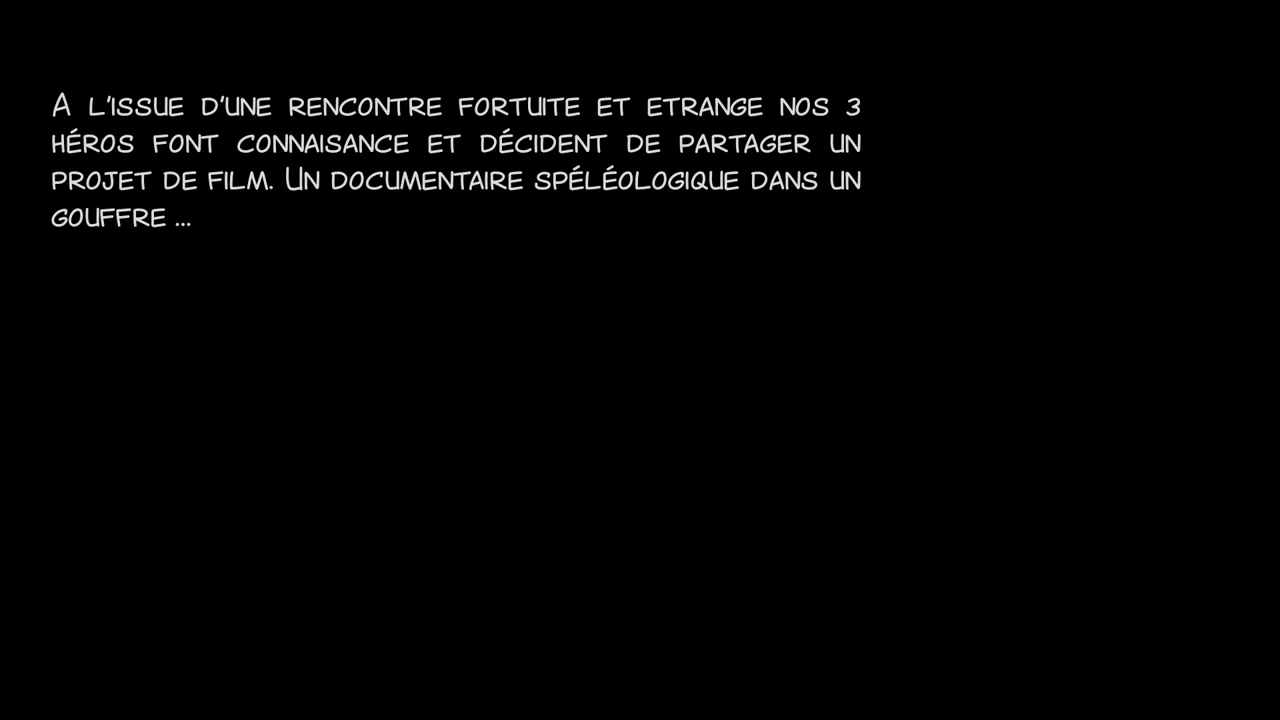 A L'ISSUE D'UNE RENCONTRE FORTUITE ET ETRANGE NOS 3
HÉROS FONT CONNAISANCE ET DÉCIDENT DE PARTAGER UN
PROJET DE FILM. UN DOCUMENTAIRE SPÉLÉOLOGIQUE DANS UN
GOUFFRE ...